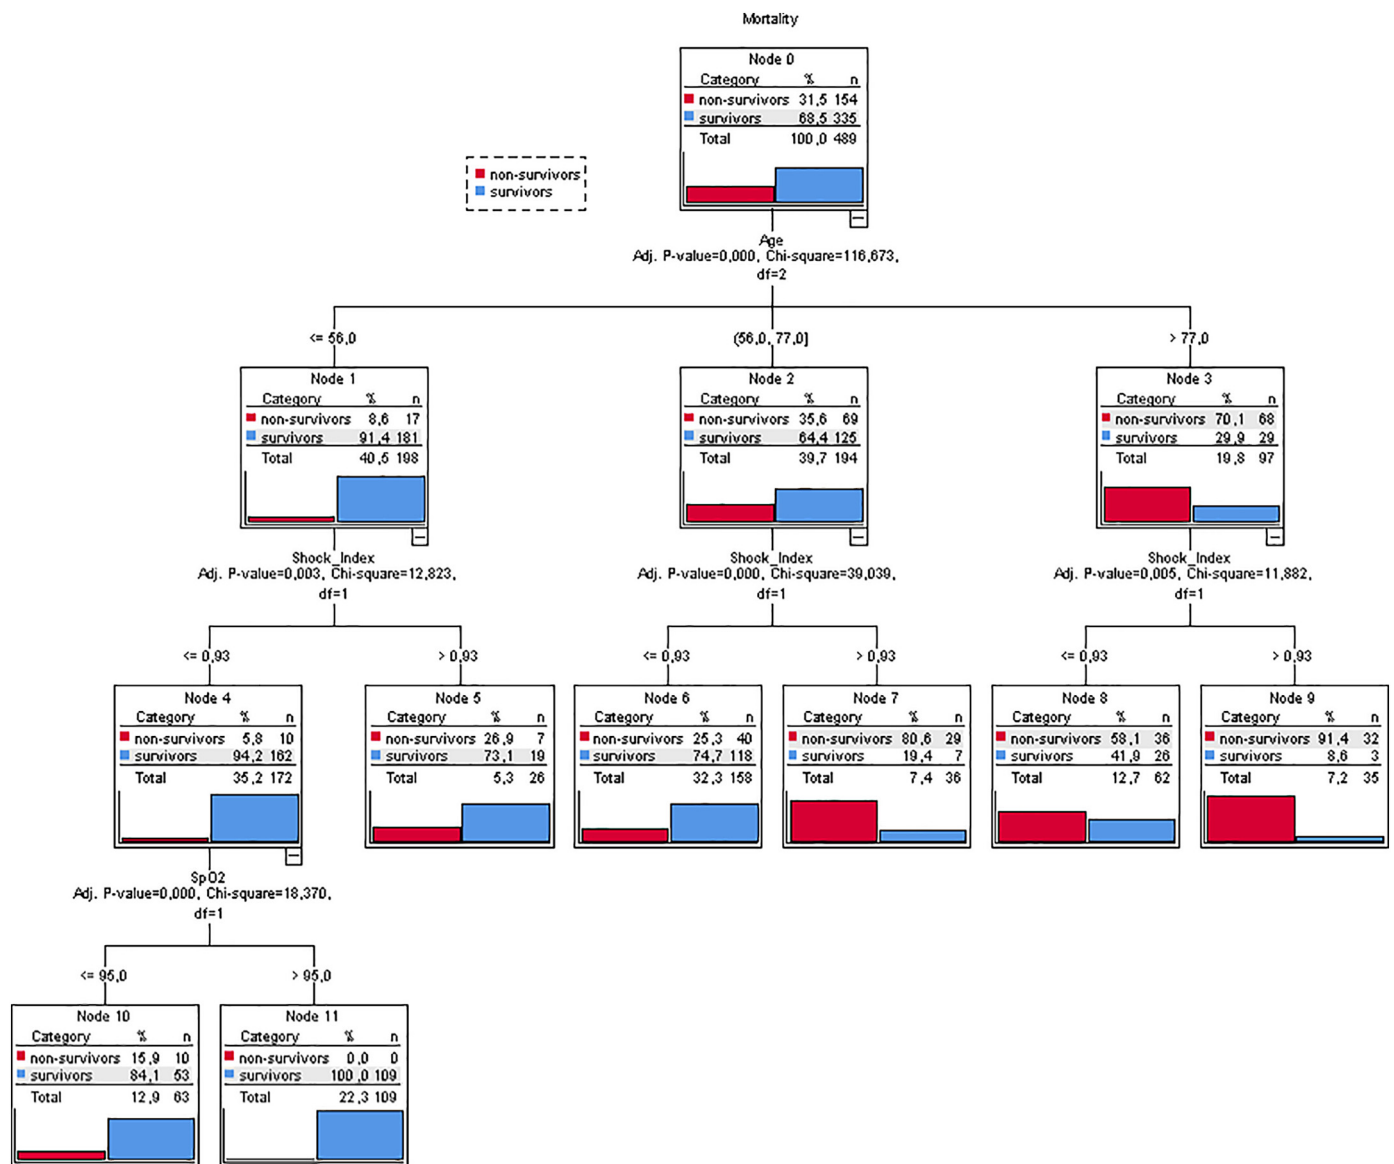 Mortality
Node 0
Category % n
non-survivors 31,5 154
survivors 68,5 335
Total 100,0 489
non-survivors
survivors
Age
Adj. P-value=0,000, Chi-square=116,673,
df=2
<= 56,0
(56,0, 77,0]
> 77,0
Node 1
Category % n
non-survivors 8,6 17
survivors 91,4 181
Total 40,5 198
Node 2
Category % n
non-survivors 35,6 69
survivors 64,4 125
Total 39,7 194
Node 3
Category % n
non-survivors 70,1 68
survivors 29,9 29
Total 19,8 97
Shock_Index
Adj. P-value=0,003, Chi-square=12,823,
df=1
Shock_Index
Adj. P-value=0,000, Chi-square=39,039,
df=1
Shock_Index
Adj. P-value=0,005, Chi-square=11,882,
df=1
<= 0,93
> 0,93
<= 0,93
> 0,93
<= 0,93
> 0,93
Node 4
Category % n
non-survivors 5,8 10
survivors 94,2 162
Total 35,2 172
Node 5
Category % n
non-survivors 26,9 7
survivors 73,1 19
Total 5,3 26
Node 6
Category % n
non-survivors 25,3 40
survivors 74,7 118
Total 32,3 158
Node 7
Category % n
non-survivors 80,6 29
survivors 19,4 7
Total 7,4 36
Node 8
Category % n
non-survivors 58,1 36
survivors 41,9 26
Total 12,7 62
Node 9
Category % n
non-survivors 91,4 32
survivors 8,6 3
Total 7,2 35
SpO2
Adj. P-value=0,000, Chi-square=18,370,
df=1
<= 95,0
> 95,0
Node 10
Category % n
non-survivors 15,9 10
survivors 84,1 53
Total 12,9 63
Node 11
Category % n
non-survivors 0,0 0
survivors 100,0 109
Total 22,3 109